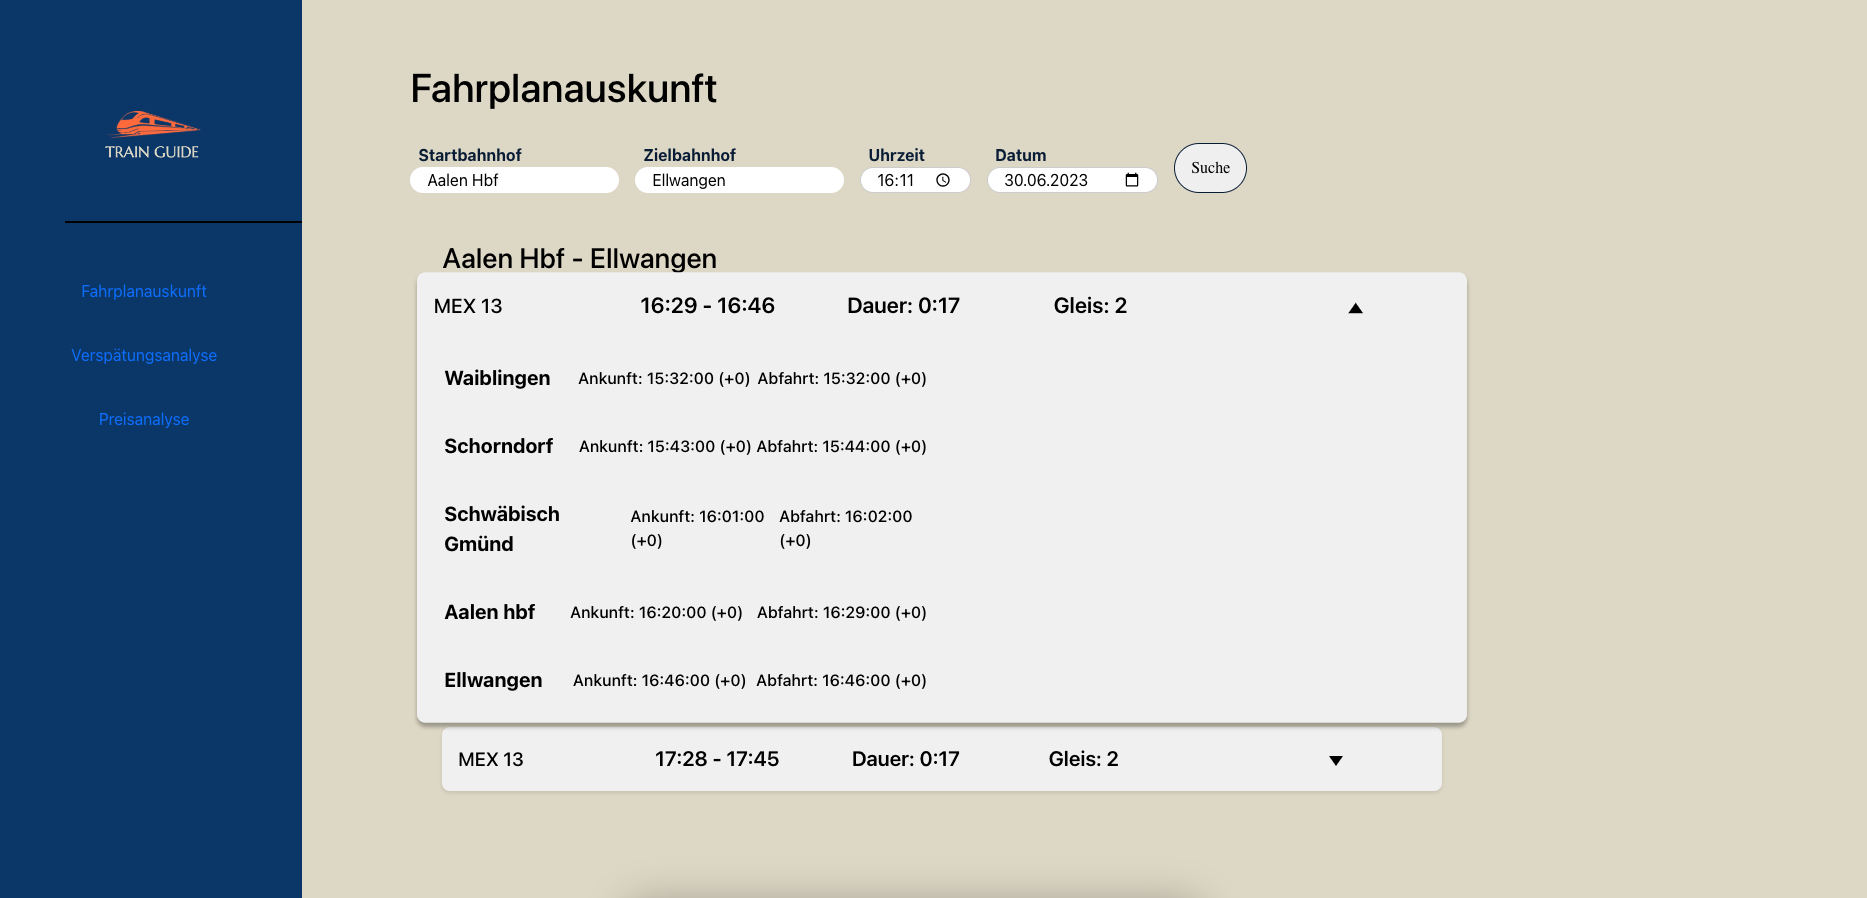 TRAIN GUIDE
Fahrplanauskunft
Verspätungsanalyse
Preisanalyse
Fahrplanauskunft
Startbahnhof Zielbahnhof Uhrzeit Datum
Aalen Hbf Ellwangen 16:11 30.06.2023 Suche
Aalen Hbf - Ellwangen
MEX 13 16:29 - 16:46 Dauer: 0:17 Gleis: 2 ▲
Waiblingen Ankunft: 15:32:00 (+0) Abfahrt: 15:32:00 (+0)
Schorndorf Ankunft: 15:43:00 (+0) Abfahrt: 15:44:00 (+0)
Schwäbisch Ankunft: 16:01:00 Abfahrt: 16:02:00
Gmünd (+0) (+0)
Aalen hbf Ankunft: 16:20:00 (+0) Abfahrt: 16:29:00 (+0)
Ellwangen Ankunft: 16:46:00 (+0) Abfahrt: 16:46:00 (+0)
MEX 13 17:28 - 17:45 Dauer: 0:17 Gleis: 2 ▼